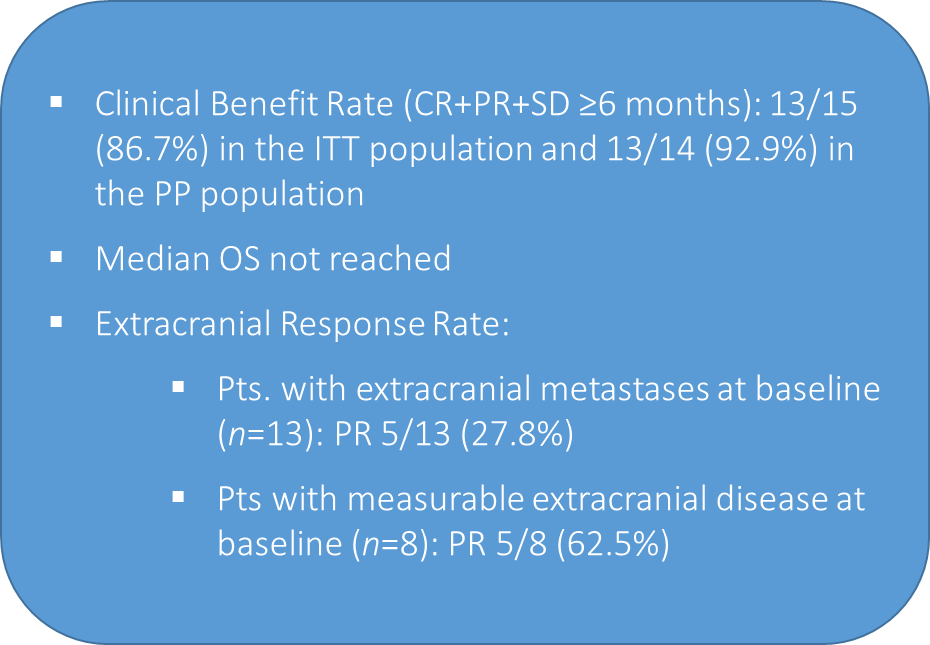 ▪ Clinical Benefit Rate (CR+PR+SD ≥6 months): 13/15
(86.7%) in the ITT population and 13/14 (92.9%) in
the PP population
▪ Median OS not reached
▪ Extracranial Response Rate:
▪ Pts. with extracranial metastases at baseline
(n=13): PR 5/13 (27.8%)
▪ Pts with measurable extracranial disease at
baseline (n=8): PR 5/8 (62.5%)